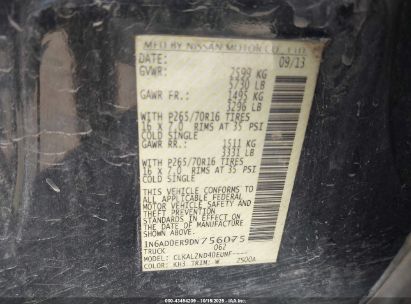 MFD BY NISSAN MOTOR CO., LTD.
DATE: 09/13
GVWR: 2599 KG
5730 LB
GAWR FR.: 1495 KG
3296 LB
WITH P265/70R16 TIRES
16 X 7.0 RIMS AT 35 PSI
COLD SINGLE
GAWR RR.: 1511 KG
3331 LB
WITH P265/70R16 TIRES
16 X 7.0 RIMS AT 35 PSI
COLD SINGLE
THIS VEHICLE CONFORMS TO
ALL APPLICABLE FEDERAL
MOTOR VEHICLE SAFETY
STANDARDS IN EFFECT ON THE
DATE OF MANUFACTURE
SHOWN ABOVE.
1N6AD0ER9DN756075
TRUCK 067
MODEL:
COLOR: KH3 TRIM: W 2500A